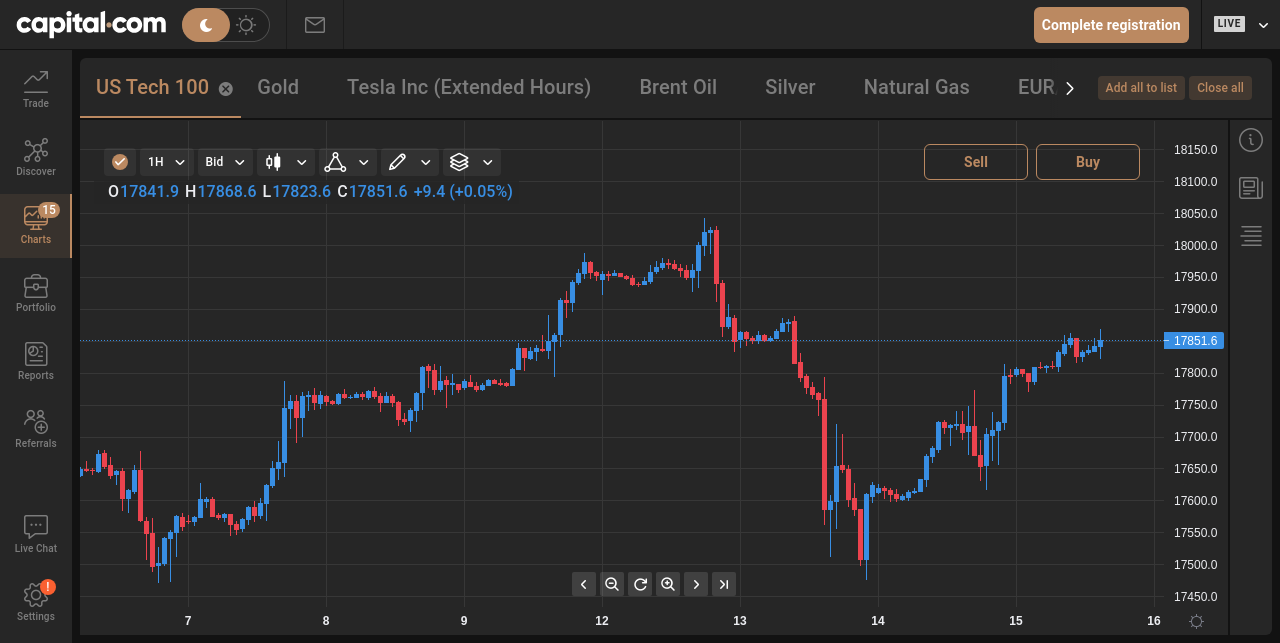 capital.com
Complete registration
LIVE
US Tech 100
Gold
Tesla Inc (Extended Hours)
Brent Oil
Silver
Natural Gas
EUR
Add all to list
Close all
Trade
Discover
15
Charts
Portfolio
Reports
Referrals
Live Chat
!
Settings
1H
Bid
Sell
Buy
O17841.9 H17868.6 L17823.6 C17851.6 +9.4 (+0.05%)
18150.0
18100.0
18050.0
18000.0
17950.0
17900.0
17851.6
17800.0
17750.0
17700.0
17650.0
17600.0
17550.0
17500.0
17450.0
7 8 9 12 13 14 15 16